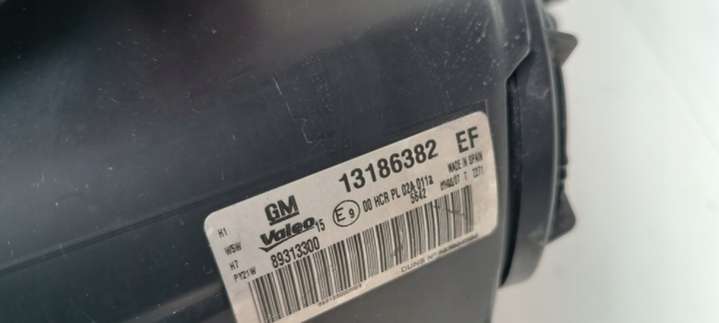 GM 13186382 EF
Valeo 15 E9 00 HCR PL 02A 011a MADE IN SPAIN
89313300 5642
H1
W5W
H7
PY21W
DUNS N°